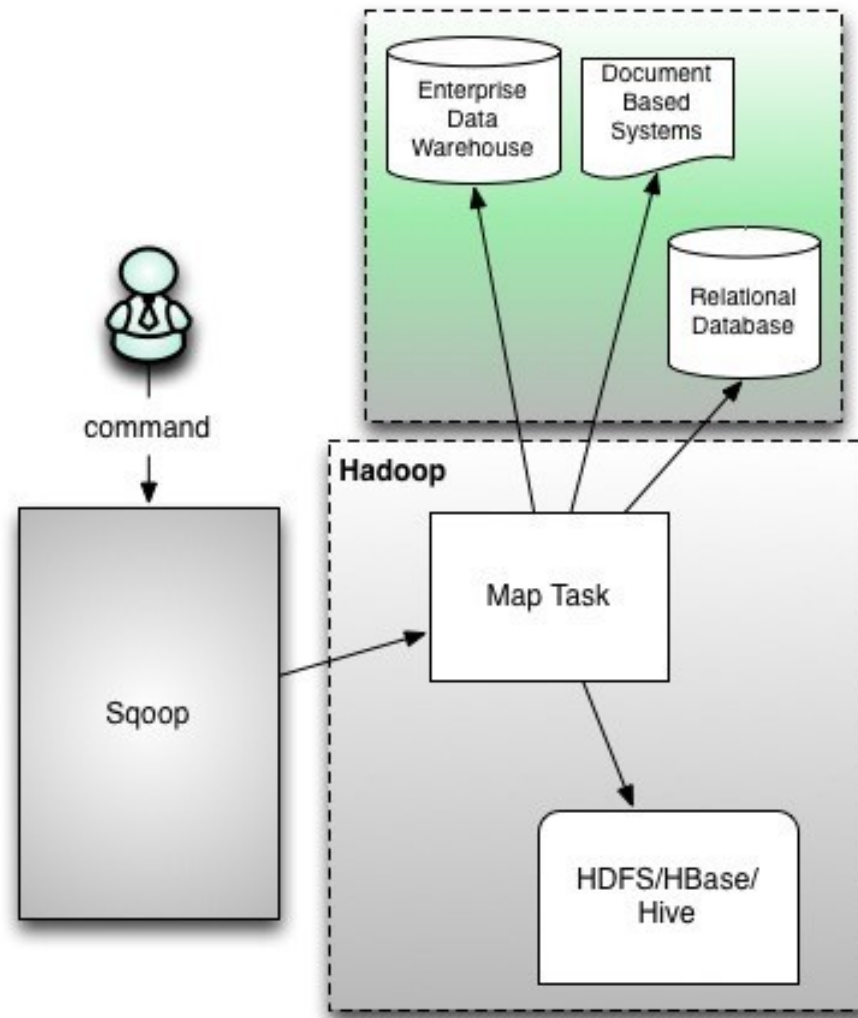 Enterprise
Data
Warehouse
Document
Based
Systems
Relational
Database
command
Hadoop
Map Task
Sqoop
HDFS/HBase/
Hive